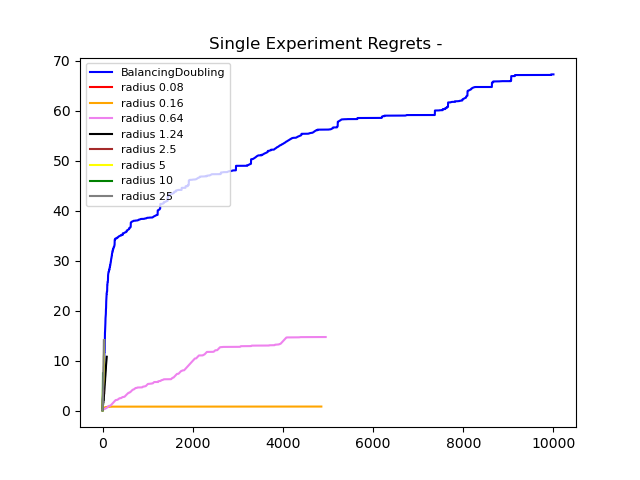 Single Experiment Regrets -
70
60
50
40
30
20
10
0
BalancingDoubling
radius 0.08
radius 0.16
radius 0.64
radius 1.24
radius 2.5
radius 5
radius 10
radius 25
0 2000 4000 6000 8000 10000